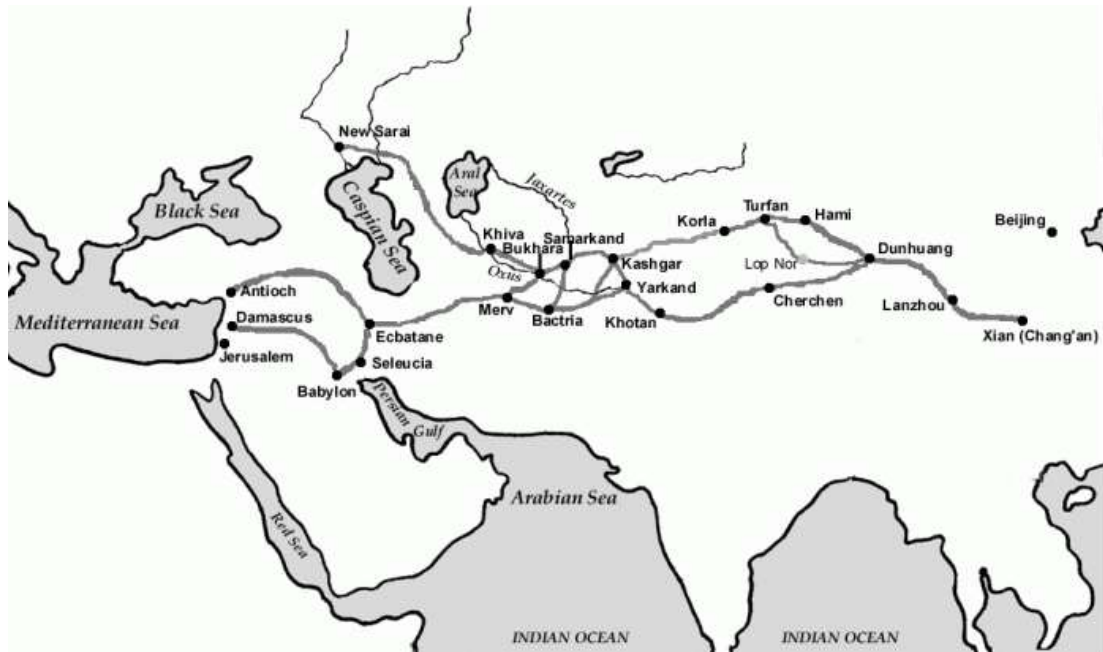 New Sarai
Black Sea
Caspian Sea
Aral
Sea
Jaxartes
Khiva
Bukhara
Samarkand
Oxus
Kashgar
Yarkand
Korla
Turfan
Hami
Lop Nor
Dunhuang
Beijing
Antioch
Damascus
Mediterranean Sea
Jerusalem
Ecbatane
Seleucia
Babylon
Merv
Bactria
Khotan
Cherchen
Lanzhou
Xian (Chang'an)
Persian
Gulf
Red Sea
Arabian Sea
INDIAN OCEAN
INDIAN OCEAN